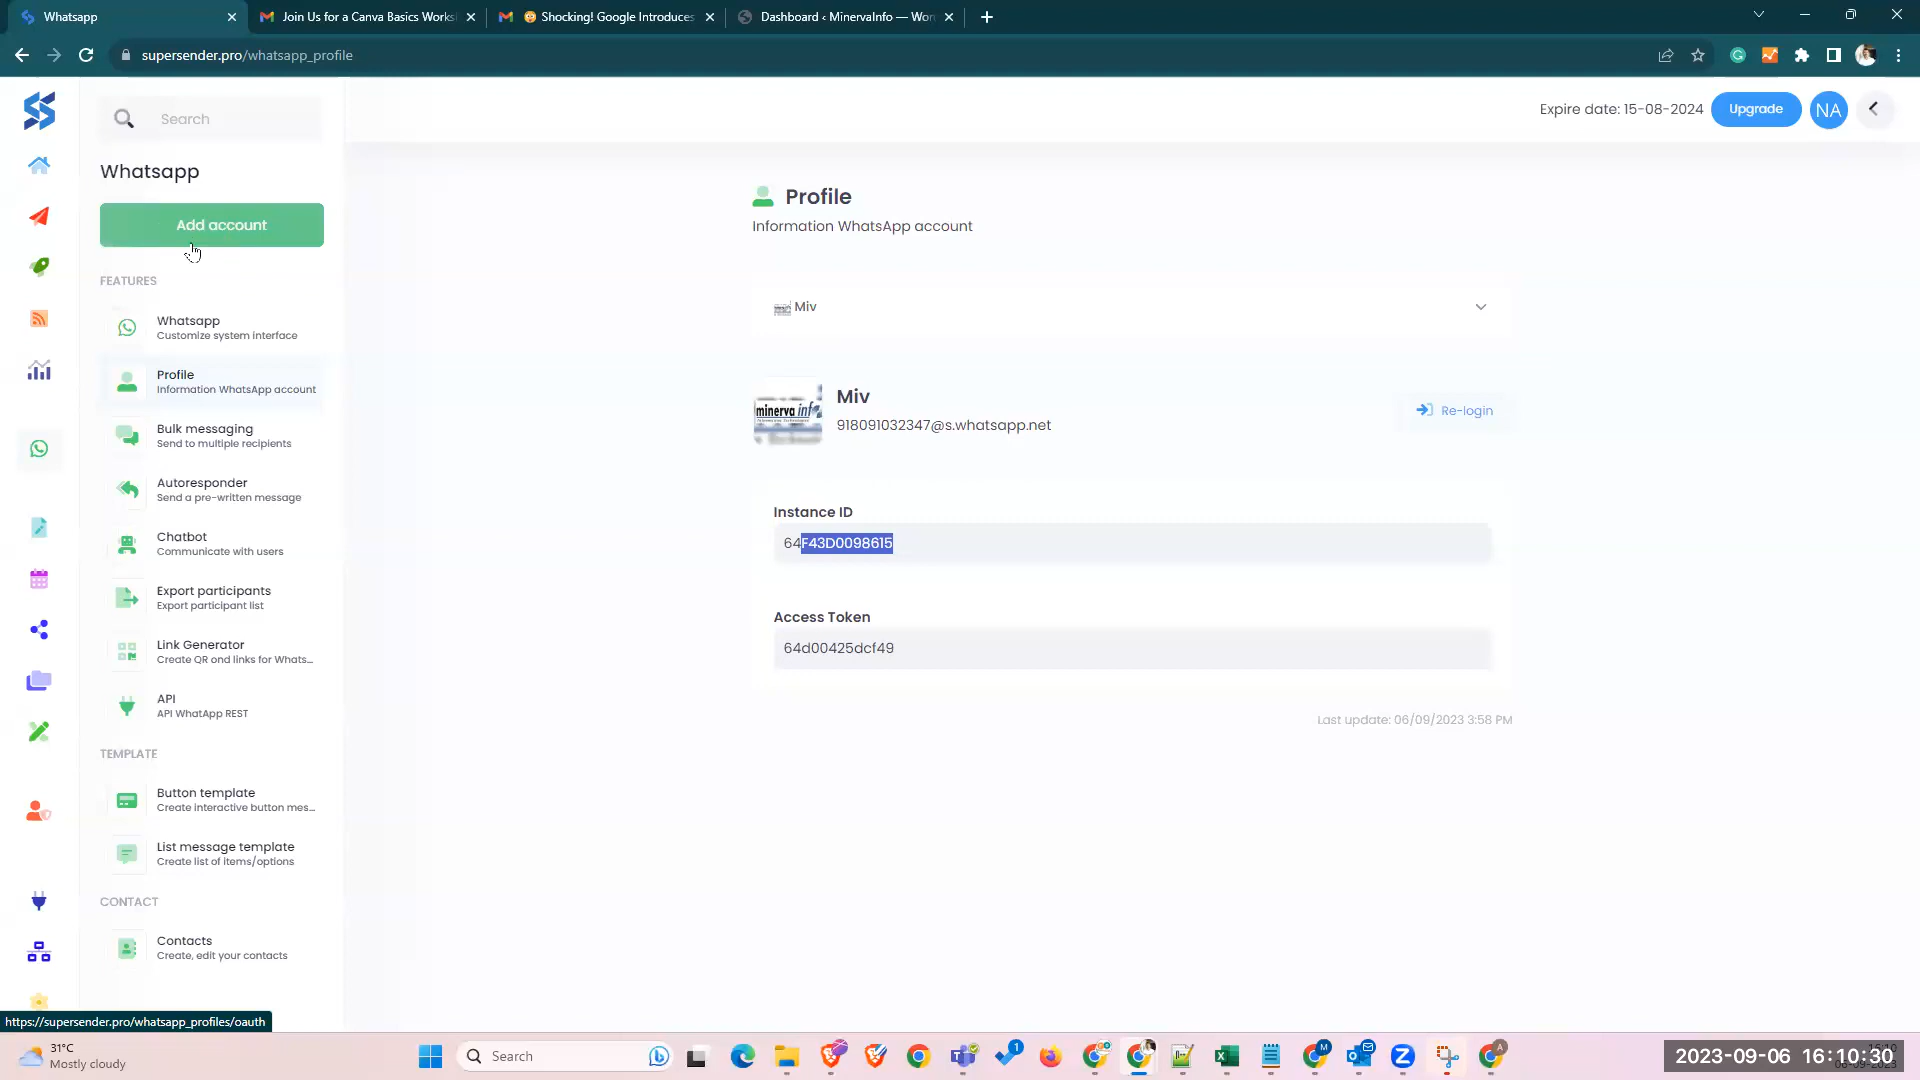 Whatsapp
Join Us for a Canva Basics Works
Shocking! Google Introduces
Dashboard ‹ MinervaInfo — Wor
supersender.pro/whatsapp_profile
Search
Expire date: 15-08-2024
Upgrade
NA
Whatsapp
Add account
FEATURES
Whatsapp
Customize system interface
Profile
Information WhatsApp account
Bulk messaging
Send to multiple recipients
Autoresponder
Send a pre-written message
Chatbot
Communicate with users
Export participants
Export participant list
Link Generator
Create QR ond links for Whats...
API
API WhatApp REST
TEMPLATE
Button template
Create interactive button mes...
List message template
Create list of items/options
CONTACT
Contacts
Create, edit your contacts
Profile
Information WhatsApp account
Miv
minerva info
Miv
918091032347@s.whatsapp.net
Re-login
Instance ID
64F43D0098615
Access Token
64d00425dcf49
Last update: 06/09/2023 3:58 PM
https://supersender.pro/whatsapp_profiles/oauth
31°C
Mostly cloudy
Search
2023-09-06 16:10:30